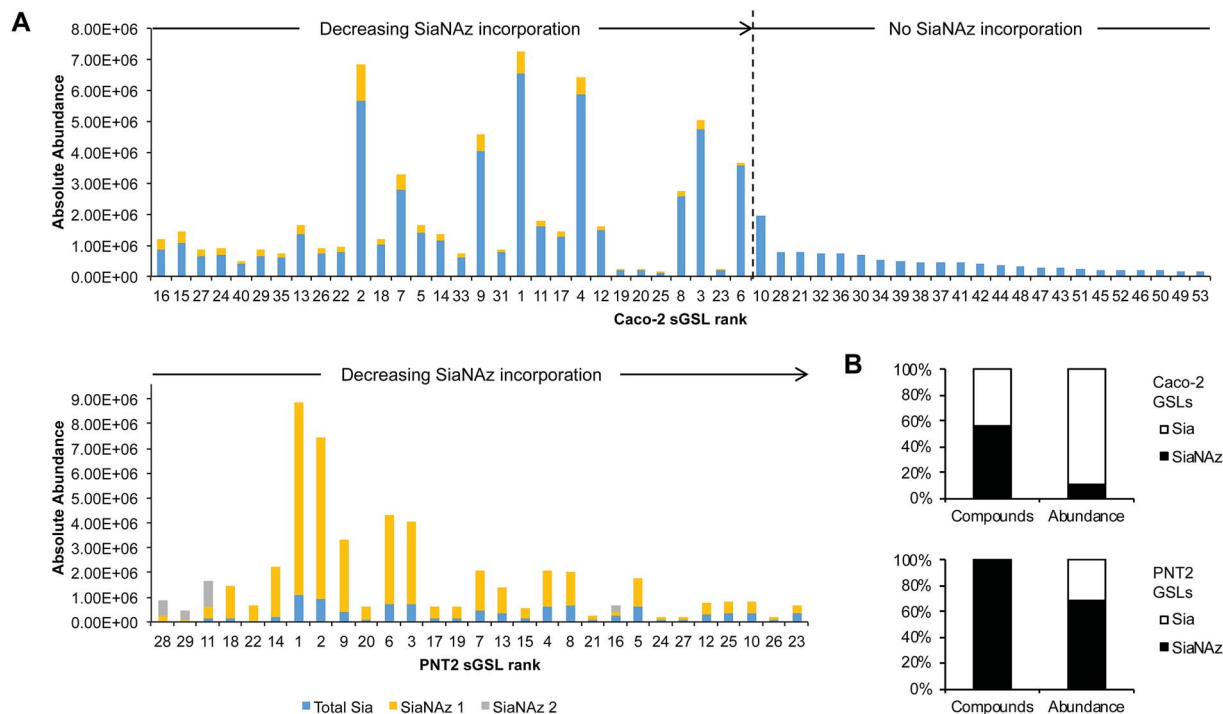 A
Decreasing SiaNAz incorporation
No SiaNAz incorporation
Absolute Abundance
8.00E+06
7.00E+06
6.00E+06
5.00E+06
4.00E+06
3.00E+06
2.00E+06
1.00E+06
0.00E+00
16 15 27 24 40 29 35 13 26 22 2 18 7 5 14 33 9 31 1 11 17 4 12 19 20 25 8 3 23 6 10 28 21 32 36 30 34 39 38 37 41 42 44 48 47 43 51 45 52 46 50 49 53
Caco-2 sGSL rank
Decreasing SiaNAz incorporation
Absolute Abundance
9.00E+06
8.00E+06
7.00E+06
6.00E+06
5.00E+06
4.00E+06
3.00E+06
2.00E+06
1.00E+06
0.00E+00
28 29 11 18 22 14 1 2 9 20 6 3 17 19 7 13 15 4 8 21 16 5 24 27 12 25 10 26 23
PNT2 sGSL rank
Total Sia SiaNAz 1 SiaNAz 2
B
100%
80%
60%
40%
20%
0%
Compounds Abundance
Caco-2
GSLs
Sia
SiaNAz
100%
80%
60%
40%
20%
0%
Compounds Abundance
PNT2
GSLs
Sia
SiaNAz